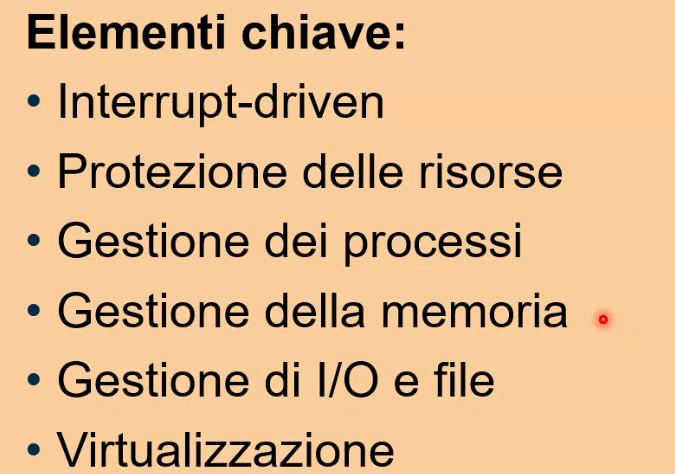 Elementi chiave:
• Interrupt-driven
• Protezione delle risorse
• Gestione dei processi
• Gestione della memoria
• Gestione di I/O e file
• Virtualizzazione